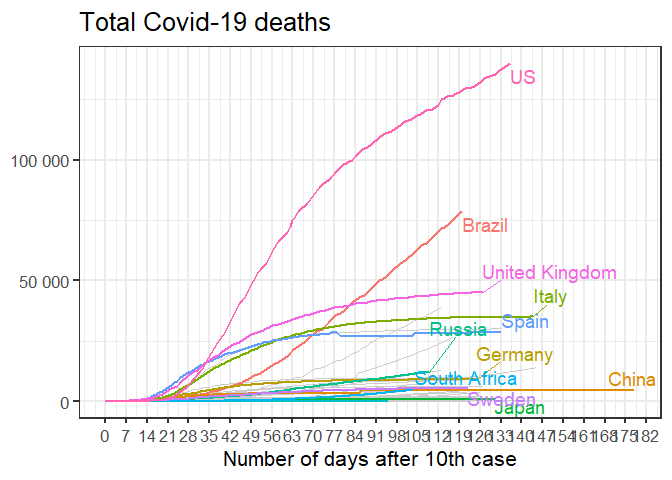 Total Covid-19 deaths
US
100 000
Brazil
United Kingdom
50 000
Italy
Spain
Russia
Germany
South Africa
China
Sweden
0
Japan
0 7 14 21 28 35 42 49 56 63 70 77 84 91 98 105 112 119 126 133 140 147 154 161 168 175 182
Number of days after 10th case